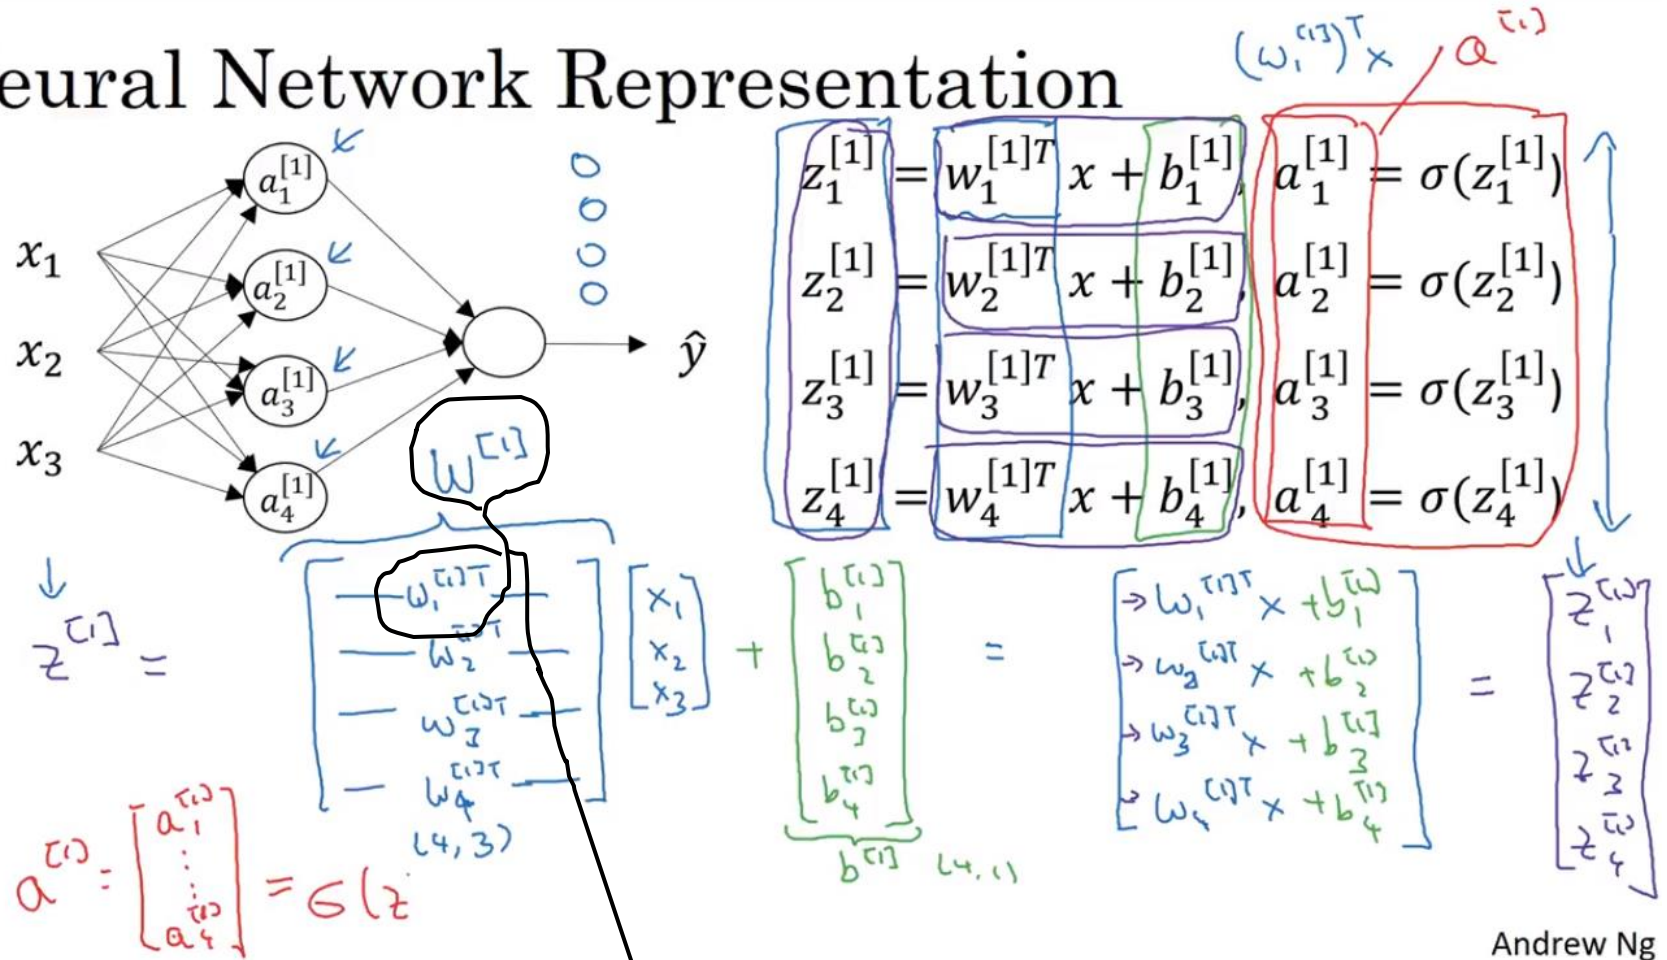 (w₁^[1])^T x   a^[1]
eural Network Representation
x₁
x₂
x₃
a₁^[1]
a₂^[1]
a₃^[1]
a₄^[1]
ŷ
z₁^[1] = w₁^[1]T x + b₁^[1], a₁^[1] = σ(z₁^[1])
z₂^[1] = w₂^[1]T x + b₂^[1], a₂^[1] = σ(z₂^[1])
z₃^[1] = w₃^[1]T x + b₃^[1], a₃^[1] = σ(z₃^[1])
z₄^[1] = w₄^[1]T x + b₄^[1], a₄^[1] = σ(z₄^[1])
W^[1]
z^[1] = [w₁^[1]T; w₂^[1]T; w₃^[1]T; w₄^[1]T] [x₁; x₂; x₃] + [b₁^[1]; b₂^[1]; b₃^[1]; b₄^[1]] = [→ w₁^[1]T x + b₁^[1]; → w₂^[1]T x + b₂^[1]; → w₃^[1]T x + b₃^[1]; → w₄^[1]T x + b₄^[1]] = [z₁^[1]; z₂^[1]; z₃^[1]; z₄^[1]]
(4,3)
b^[1] (4,1)
a^[1] = [a₁^[1]; ⋮; a₄^[1]] = σ(z
Andrew Ng